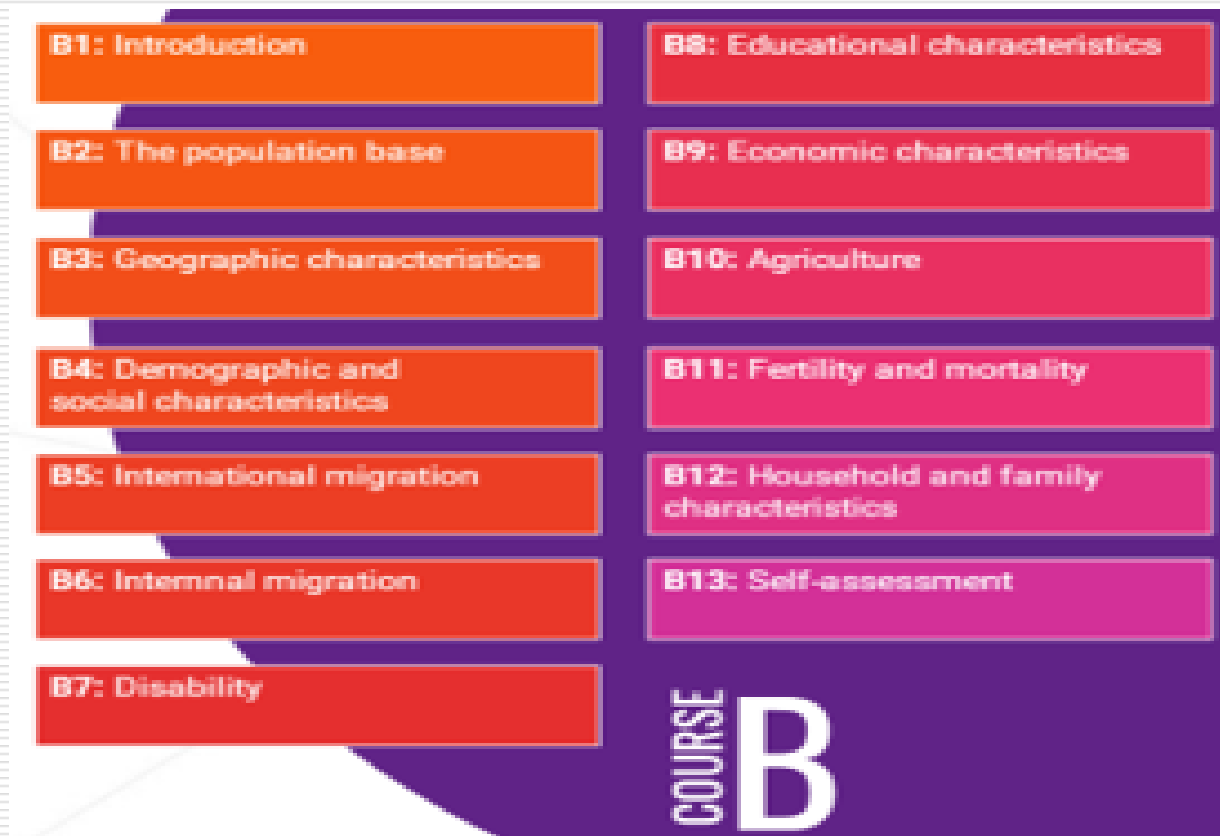 B1: Introduction
B2: The population base
B3: Geographic characteristics
B4: Demographic and
social characteristics
B5: International migration
B6: Internal migration
B7: Disability
B8: Educational characteristics
B9: Economic characteristics
B10: Agriculture
B11: Fertility and mortality
B12: Household and family
characteristics
B13: Self-assessment
COURSE
B